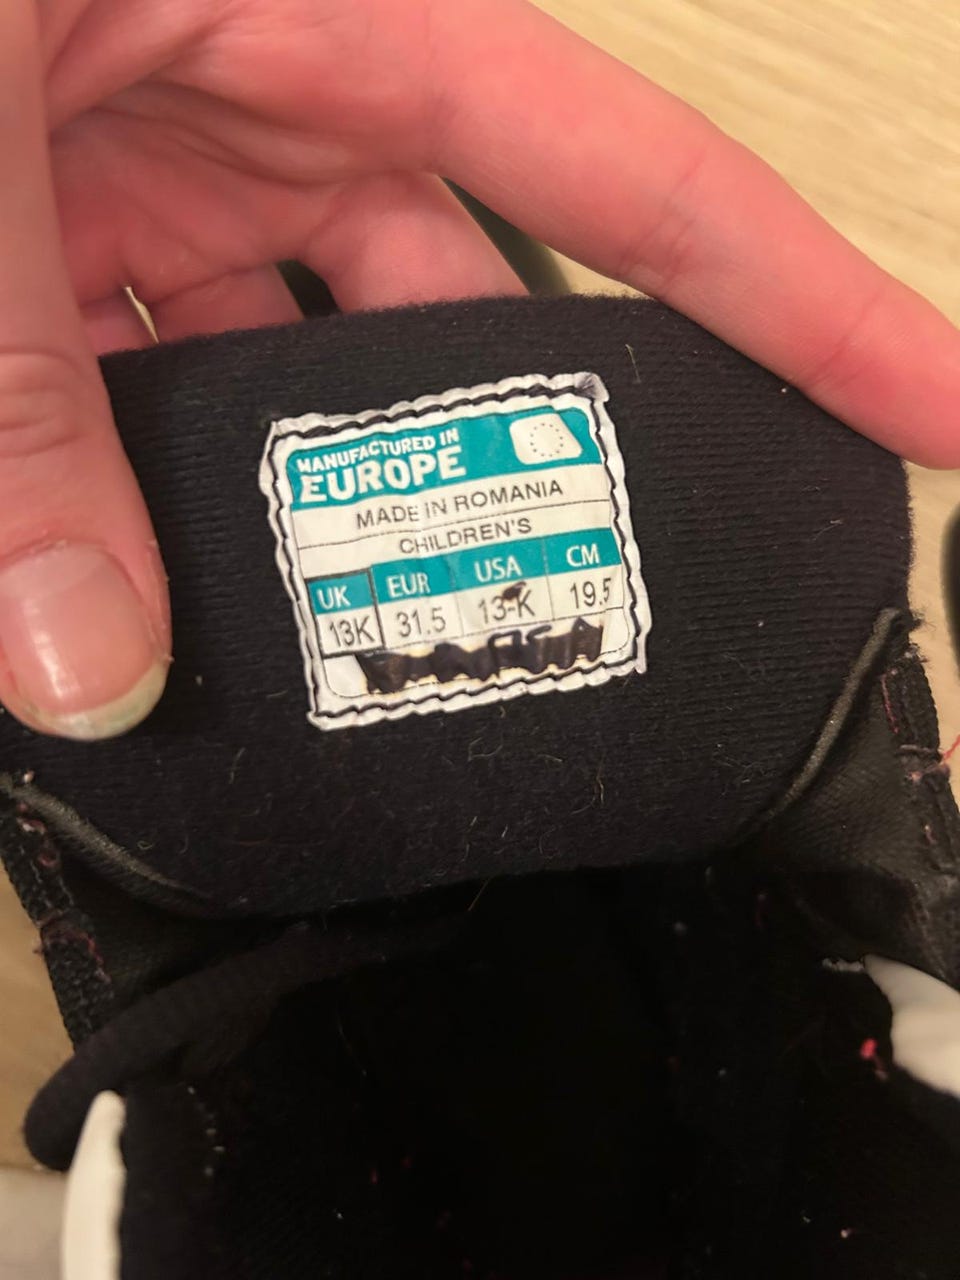 MANUFACTURED IN
EUROPE
MADE IN ROMANIA
CHILDREN'S
UK EUR USA CM
13K 31.5 13-K 19.5